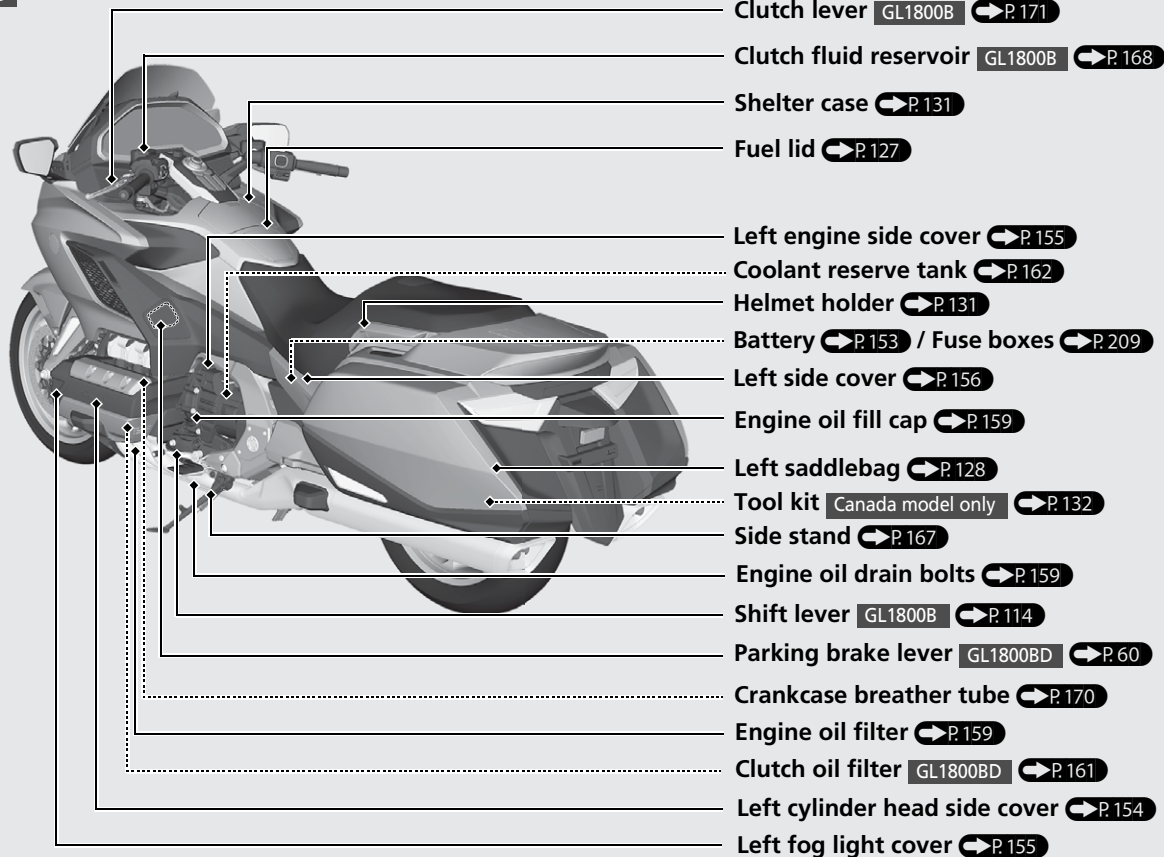 Clutch lever GL1800B P. 171
Clutch fluid reservoir GL1800B P. 168
Shelter case P. 131
Fuel lid P. 127
Left engine side cover P. 155
Coolant reserve tank P. 162
Helmet holder P. 131
Battery P. 153 / Fuse boxes P. 209
Left side cover P. 156
Engine oil fill cap P. 159
Left saddlebag P. 128
Tool kit Canada model only P. 132
Side stand P. 167
Engine oil drain bolts P. 159
Shift lever GL1800B P. 114
Parking brake lever GL1800BD P. 60
Crankcase breather tube P. 170
Engine oil filter P. 159
Clutch oil filter GL1800BD P. 161
Left cylinder head side cover P. 154
Left fog light cover P. 155